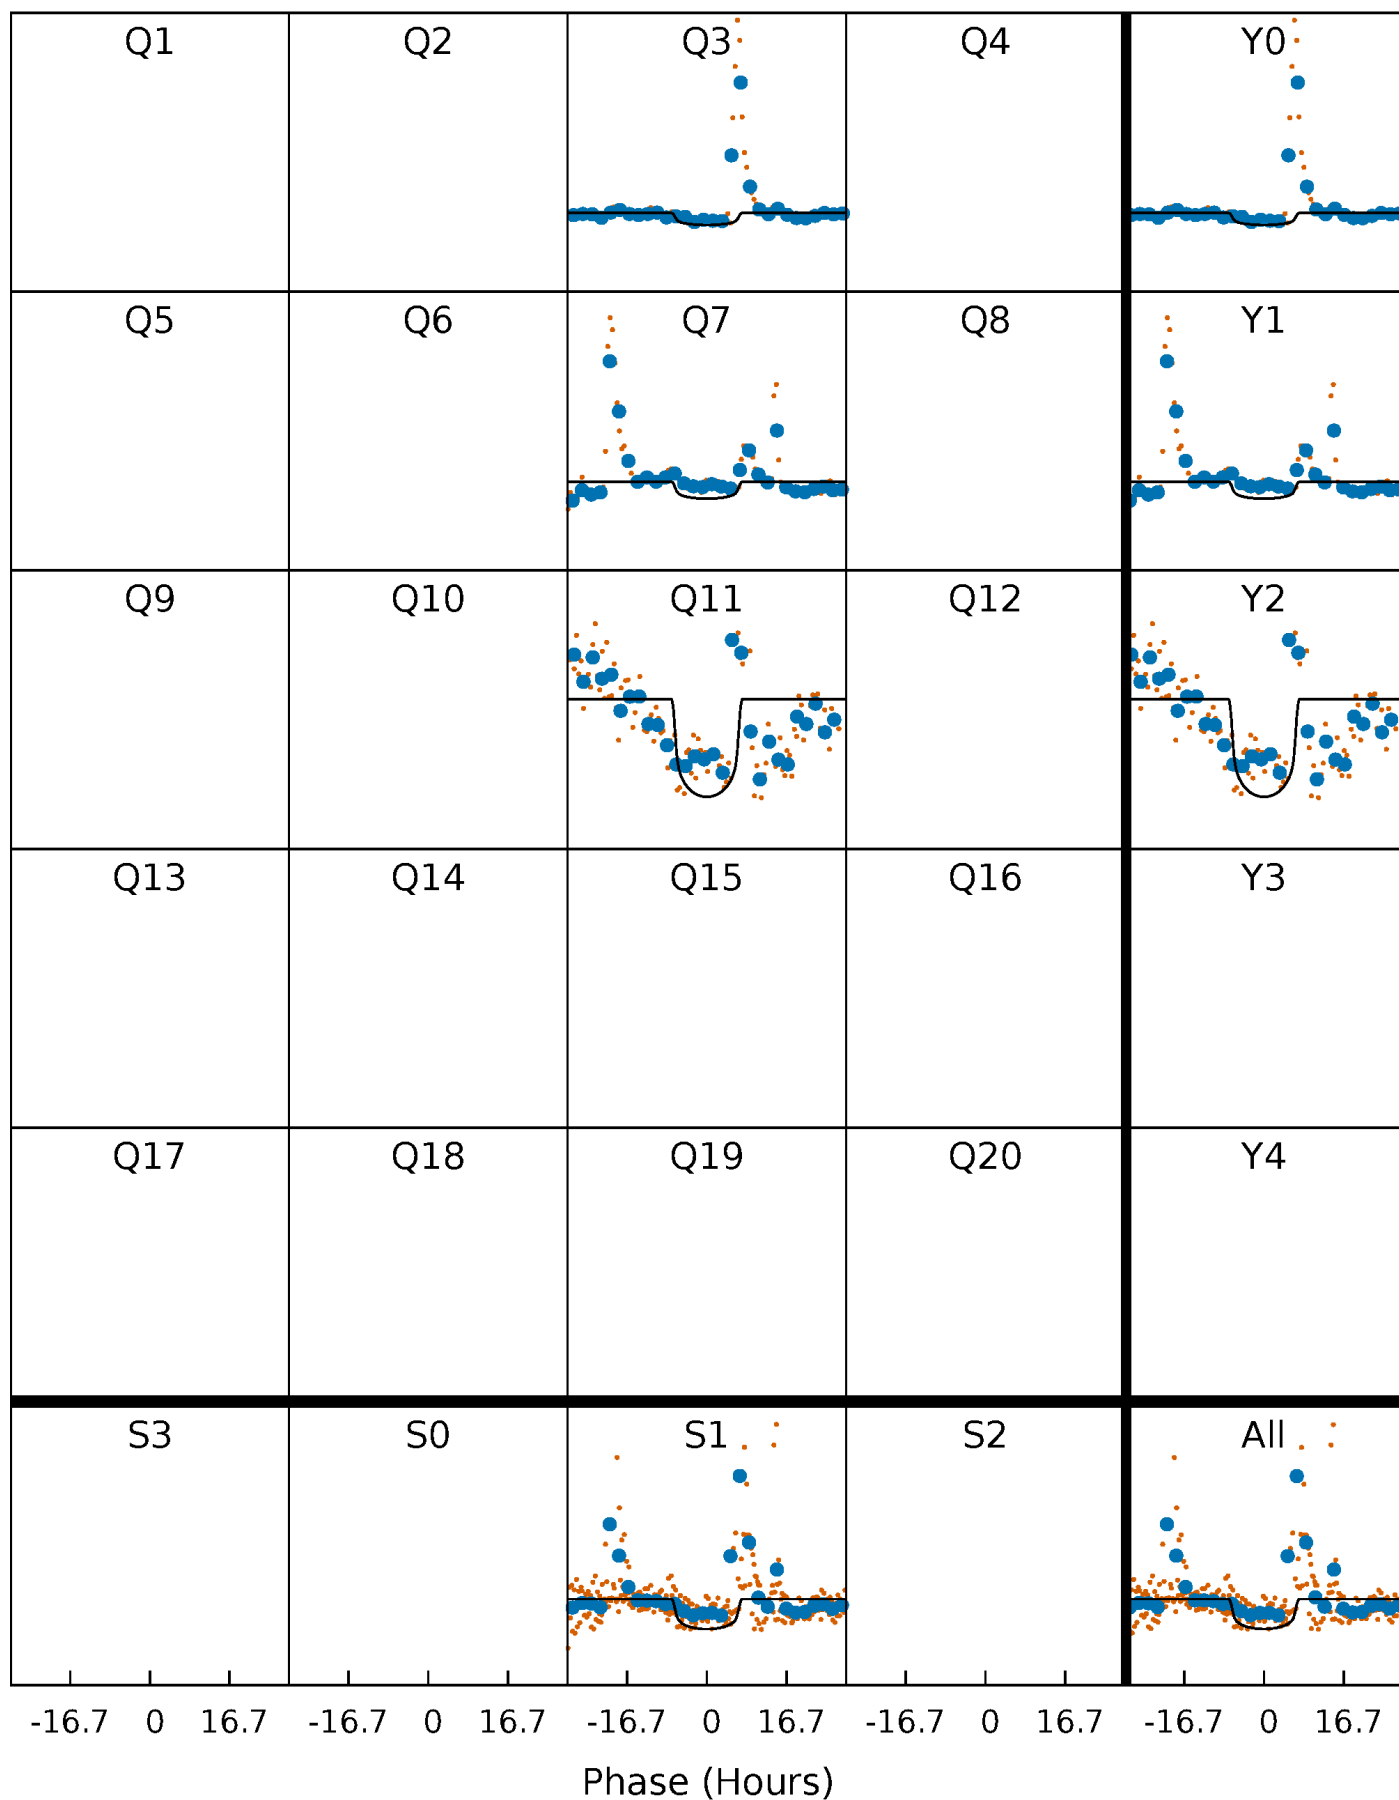 Q1 Q2 Q3 Q4 Y0
Q5 Q6 Q7 Q8 Y1
Q9 Q10 Q11 Q12 Y2
Q13 Q14 Q15 Q16 Y3
Q17 Q18 Q19 Q20 Y4
S3 S0 S1 S2 All
-16.7 0 16.7 -16.7 0 16.7 -16.7 0 16.7 -16.7 0 16.7 -16.7 0 16.7
Phase (Hours)